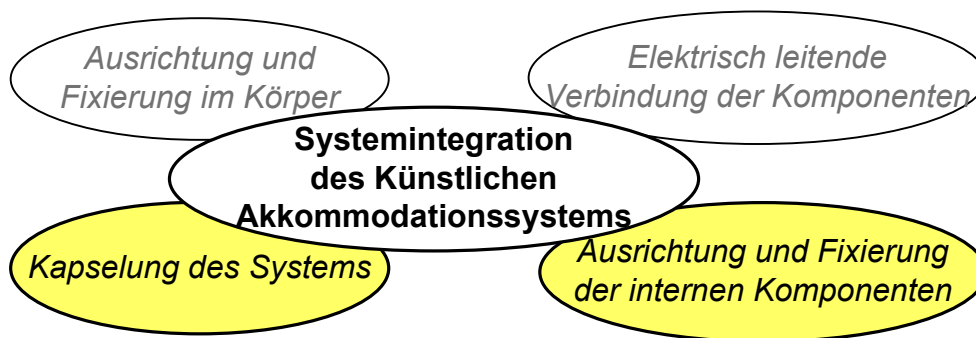 Ausrichtung und
Fixierung im Körper
Elektrisch leitende
Verbindung der Komponenten
Systemintegration
des Künstlichen
Akkommodationssystems
Kapselung des Systems
Ausrichtung und Fixierung
der internen Komponenten